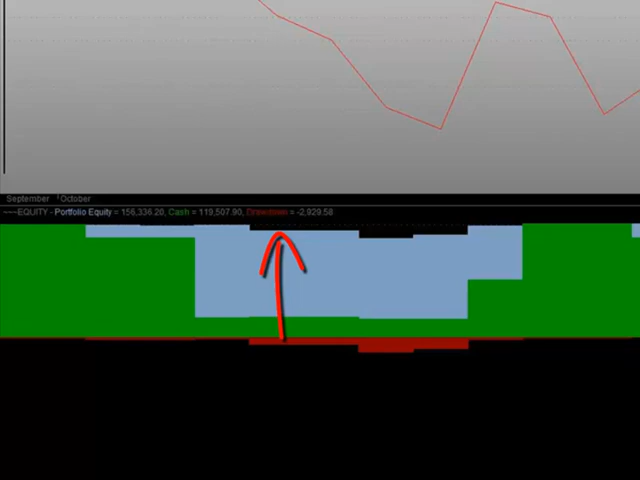 September October
EQUITY - Portfolio Equity = 156,336.20, Cash = 119,507.90, Drawdown = -2,929.58